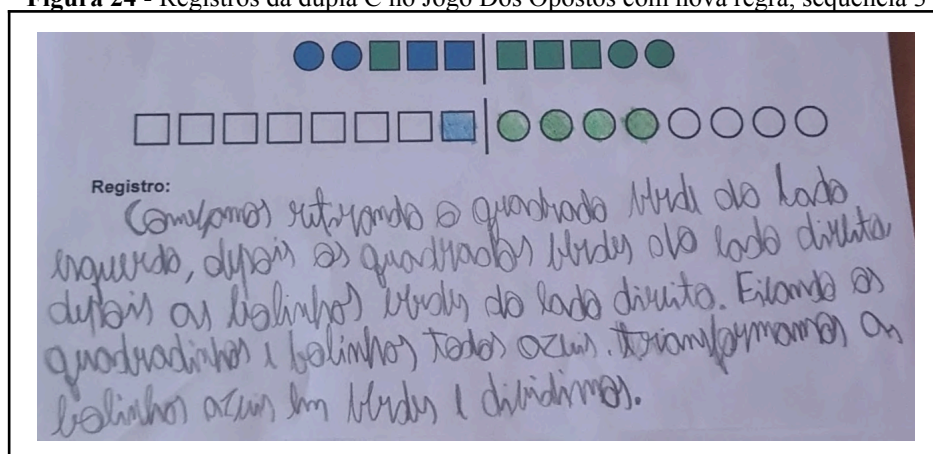 Figura 24 - Registros da dupla C no Jogo Dos Opostos com nova regra, sequência 3
Registro:
Começamos retirando o quadrado verde do lado
esquerdo, depois os quadrados verdes do lado direito,
depois as bolinhas verdes do lado direito. Ficando os
quadradinhos e bolinhas todos azuis. transformamos as
bolinhas azuis em verdes e dividimos.